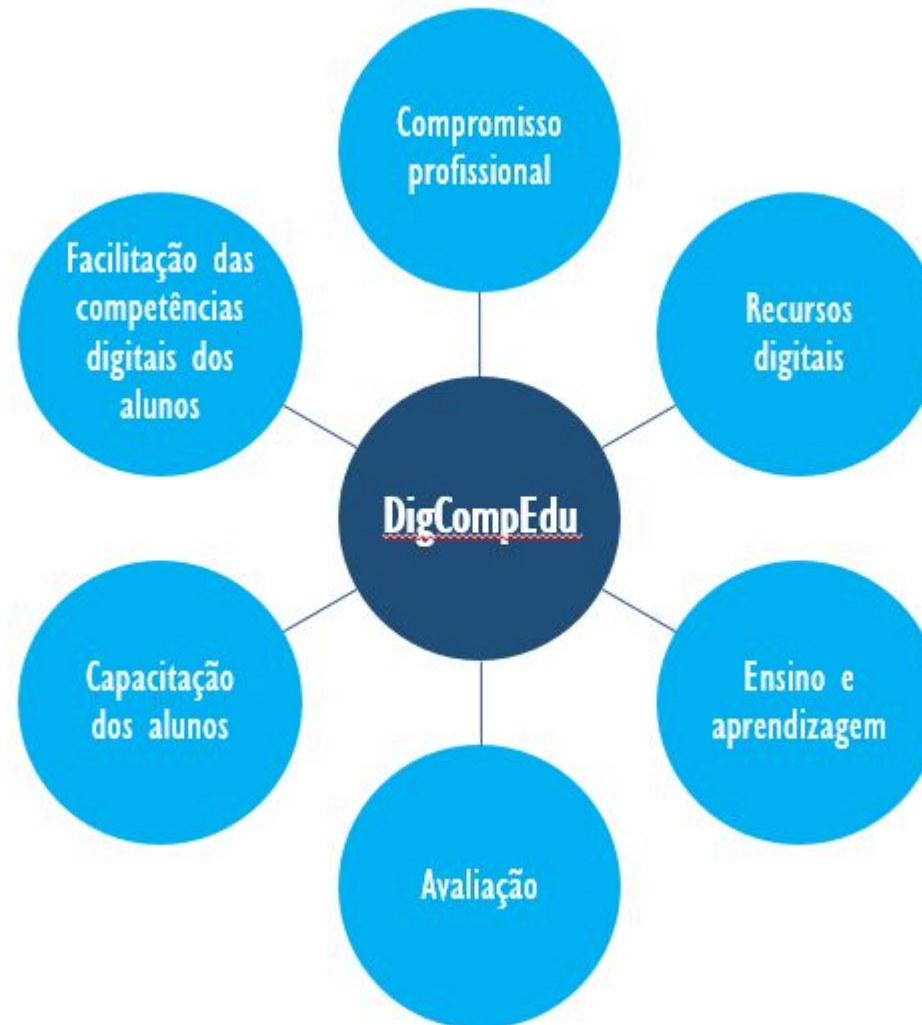 Compromisso
profissional
Facilitação das
competências
digitais dos
alunos
Recursos
digitais
DigCompEdu
Capacitação
dos alunos
Ensino e
aprendizagem
Avaliação